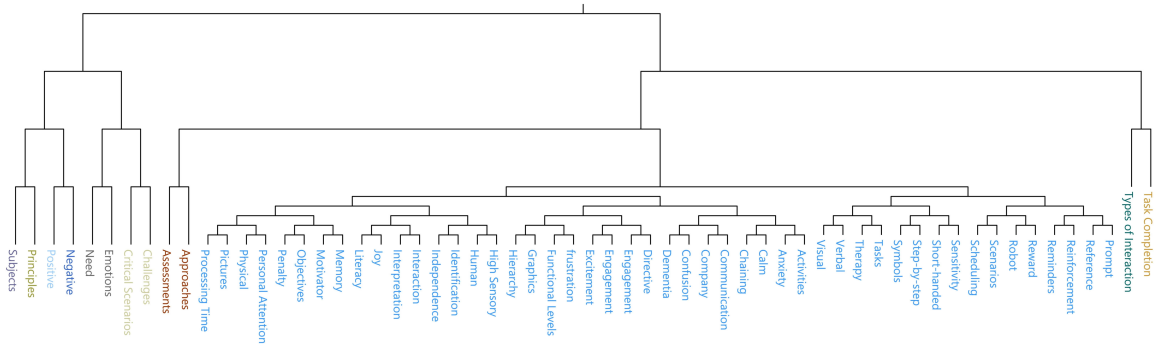 Subjects
Principles
Positive
Negative
Need
Emotions
Critical Scenarios
Challenges
Assessments
Approaches
Processing Time
Pictures
Physical
Personal Attention
Penalty
Objectives
Motivator
Memory
Literacy
Joy
Interpretation
Interaction
Independence
Identification
Human
High Sensory
Hierarchy
Graphics
Functional Levels
frustration
Excitement
Engagement
Engagement
Directive
Dementia
Confusion
Company
Communication
Chaining
Calm
Anxiety
Activities
Visual
Verbal
Therapy
Tasks
Symbols
Step-by-step
Short-handed
Sensitivity
Scheduling
Scenarios
Robot
Reward
Reminders
Reinforcement
Reference
Prompt
Types of Interaction
Task Completion